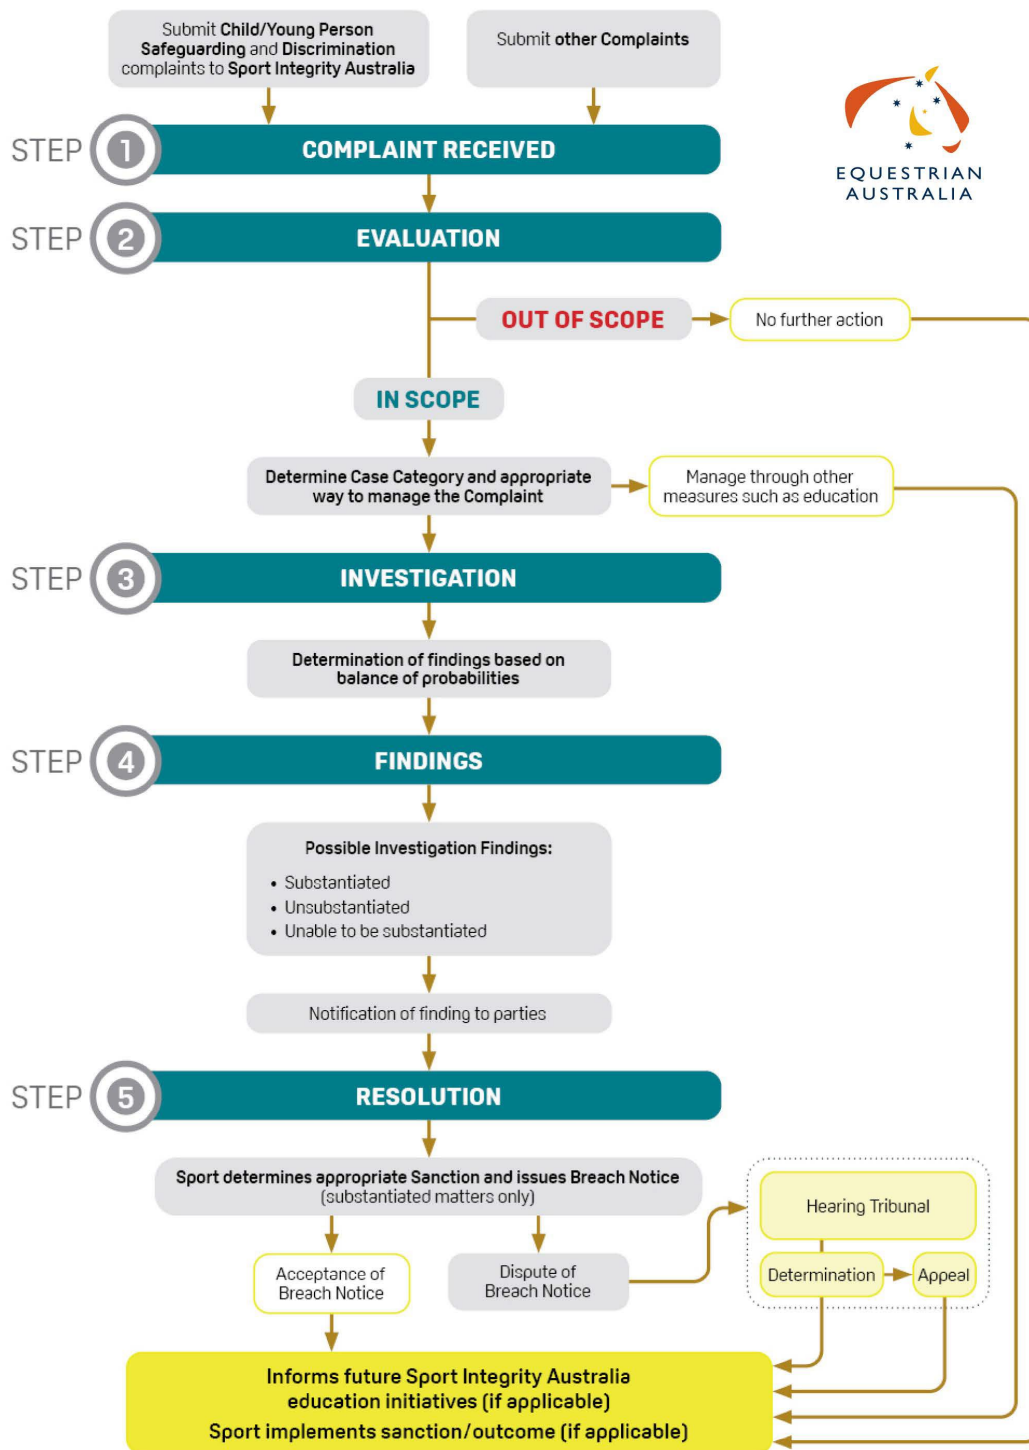 Submit Child/Young Person
Safeguarding and Discrimination
complaints to Sport Integrity Australia
Submit other Complaints
EQUESTRIAN
AUSTRALIA
STEP 1
COMPLAINT RECEIVED
STEP 2
EVALUATION
OUT OF SCOPE
No further action
IN SCOPE
Determine Case Category and appropriate
way to manage the Complaint
Manage through other
measures such as education
STEP 3
INVESTIGATION
Determination of findings based on
balance of probabilities
STEP 4
FINDINGS
Possible Investigation Findings:
• Substantiated
• Unsubstantiated
• Unable to be substantiated
Notification of finding to parties
STEP 5
RESOLUTION
Sport determines appropriate Sanction and issues Breach Notice
(substantiated matters only)
Acceptance of
Breach Notice
Dispute of
Breach Notice
Hearing Tribunal
Determination
Appeal
Informs future Sport Integrity Australia
education initiatives (if applicable)
Sport implements sanction/outcome (if applicable)